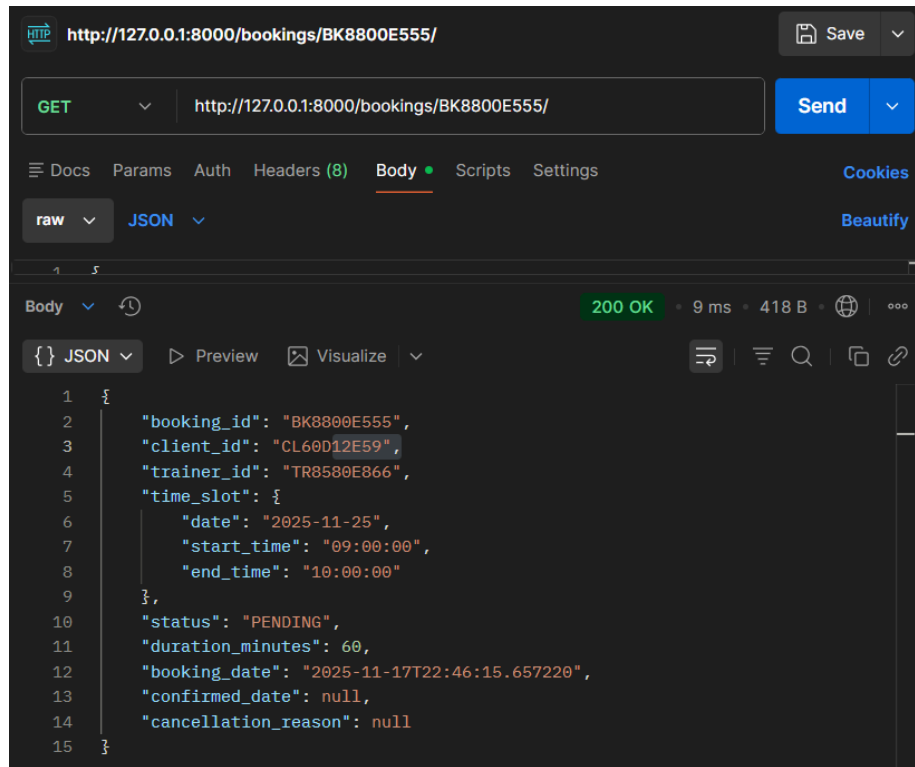 HTTP http://127.0.0.1:8000/bookings/BK8800E555/ Save
GET http://127.0.0.1:8000/bookings/BK8800E555/ Send
Docs Params Auth Headers (8) Body Scripts Settings Cookies
raw JSON Beautify
1 {
Body 200 OK • 9 ms • 418 B •
{} JSON Preview Visualize
1 {
2 "booking_id": "BK8800E555",
3 "client_id": "CL60D12E59",
4 "trainer_id": "TR8580E866",
5 "time_slot": {
6 "date": "2025-11-25",
7 "start_time": "09:00:00",
8 "end_time": "10:00:00"
9 },
10 "status": "PENDING",
11 "duration_minutes": 60,
12 "booking_date": "2025-11-17T22:46:15.657220",
13 "confirmed_date": null,
14 "cancellation_reason": null
15 }